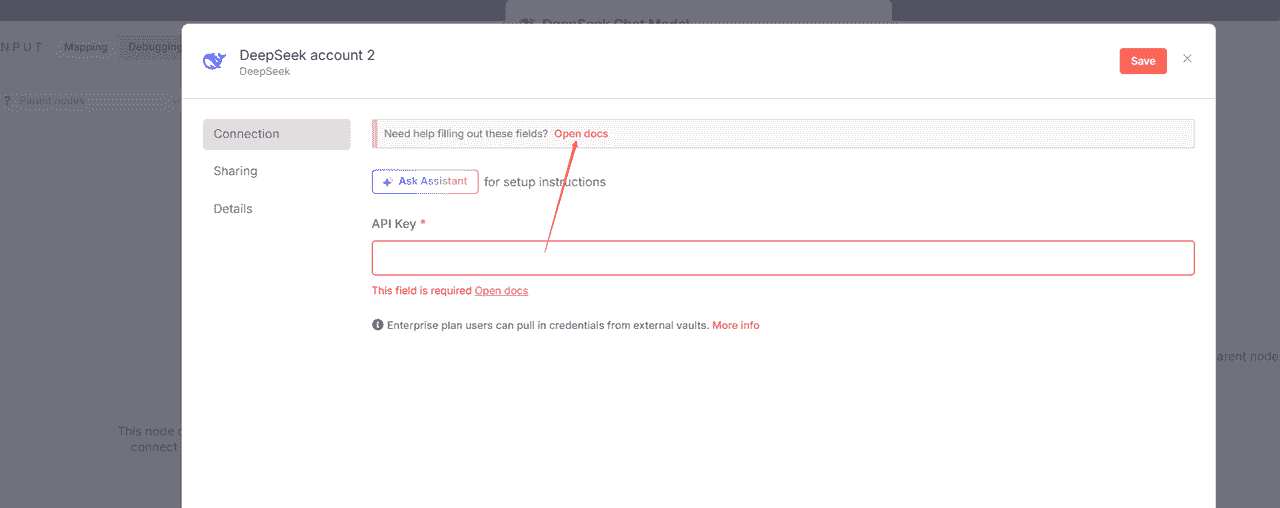 DeepSeek Chat Model
NPUT
Mapping
Debugging
DeepSeek account 2
DeepSeek
Save
? Parent nodes
Connection
Need help filling out these fields? Open docs
Sharing
Ask Assistant for setup instructions
Details
API Key *
This field is required Open docs
Enterprise plan users can pull in credentials from external vaults. More info
arent node
This node
connect